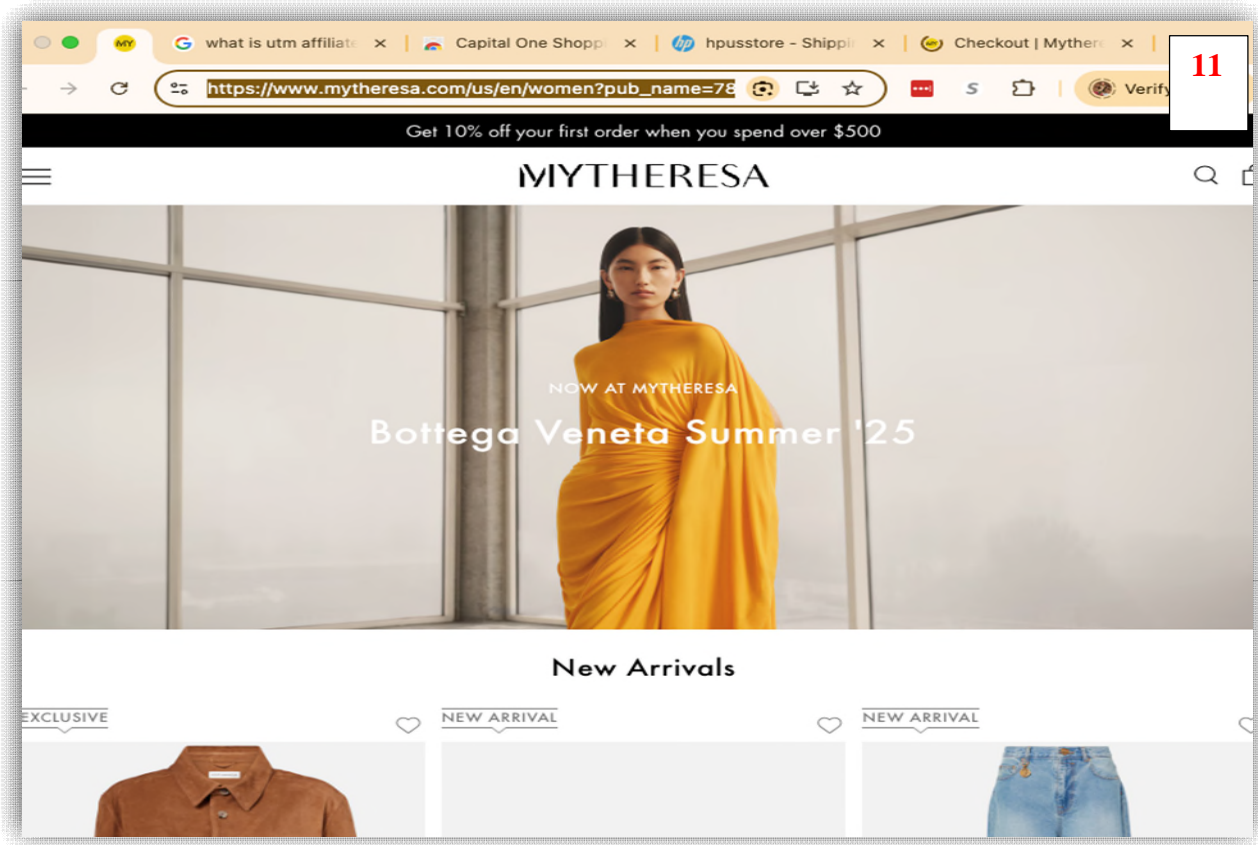 what is utm affiliate
Capital One Shopp
hpusstore - Shippi
Checkout | Myther
11
https://www.mytheresa.com/us/en/women?pub_name=78
Verify
Get 10% off your first order when you spend over $500
MYTHERESA
NOW AT MYTHERESA
Bottega Veneta Summer '25
New Arrivals
EXCLUSIVE
NEW ARRIVAL
NEW ARRIVAL